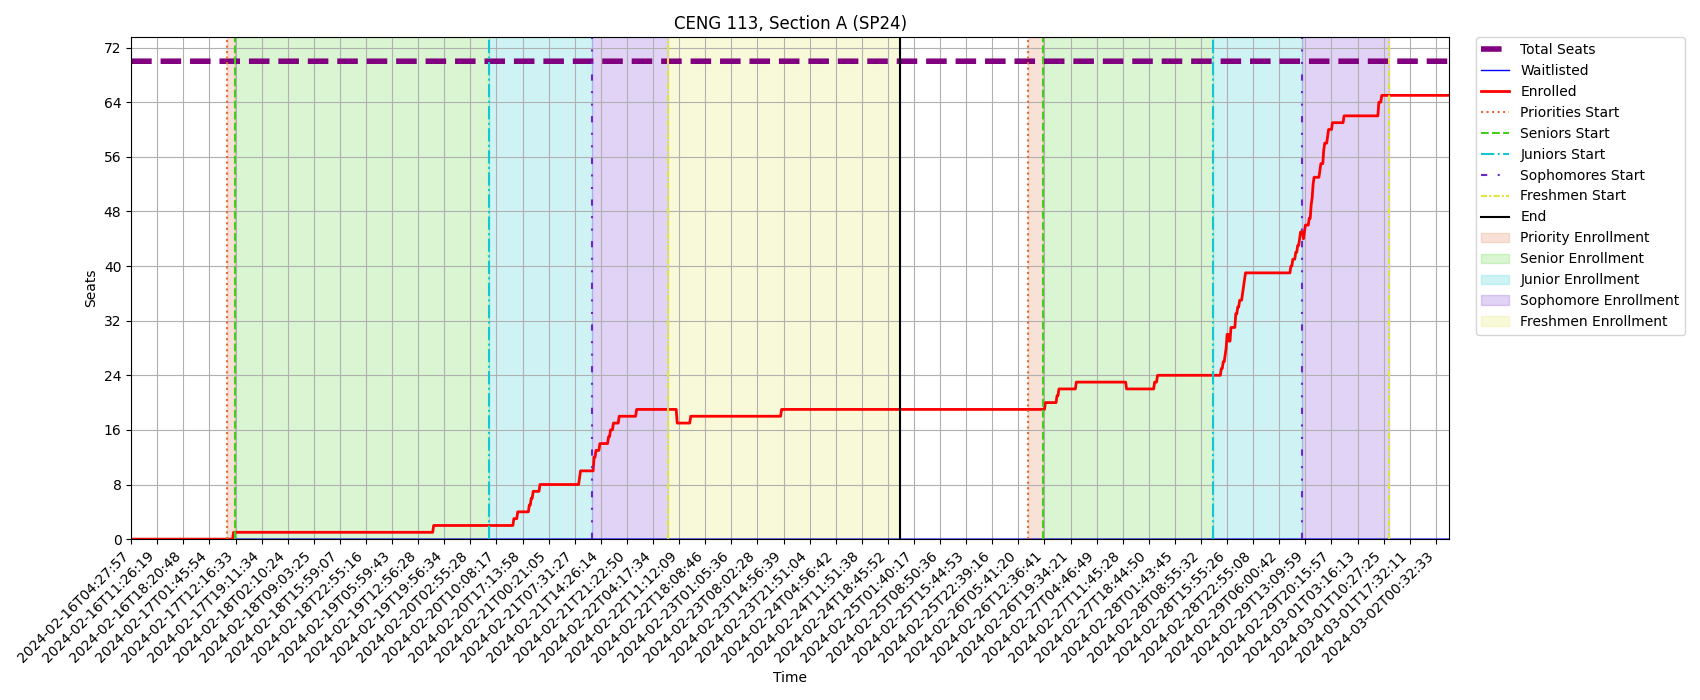 CENG 113, Section A (SP24)
72
64
56
48
40
32
24
16
8
0
Seats
2024-02-16T04:27:57
2024-02-16T11:26:19
2024-02-16T18:20:48
2024-02-17T01:45:54
2024-02-17T12:16:33
2024-02-17T19:11:34
2024-02-18T02:10:24
2024-02-18T09:03:25
2024-02-18T15:59:07
2024-02-18T22:55:16
2024-02-19T05:59:43
2024-02-19T12:56:28
2024-02-19T19:56:34
2024-02-20T02:55:28
2024-02-20T10:08:17
2024-02-20T17:13:58
2024-02-21T00:21:05
2024-02-21T07:31:27
2024-02-21T14:26:14
2024-02-21T21:22:50
2024-02-22T04:17:34
2024-02-22T11:12:09
2024-02-22T18:08:46
2024-02-23T01:05:36
2024-02-23T08:02:28
2024-02-23T14:56:39
2024-02-23T21:51:04
2024-02-24T04:56:42
2024-02-24T11:51:38
2024-02-24T18:45:52
2024-02-25T01:40:17
2024-02-25T08:50:36
2024-02-25T15:44:53
2024-02-25T22:39:16
2024-02-26T05:41:20
2024-02-26T12:36:41
2024-02-26T19:34:21
2024-02-27T04:46:49
2024-02-27T11:45:28
2024-02-27T18:44:50
2024-02-28T01:43:45
2024-02-28T08:55:32
2024-02-28T15:55:26
2024-02-28T22:55:08
2024-02-29T06:00:42
2024-02-29T13:09:59
2024-02-29T20:15:57
2024-03-01T03:16:13
2024-03-01T10:27:25
2024-03-01T17:32:11
2024-03-02T00:32:33
Time
Total Seats
Waitlisted
Enrolled
Priorities Start
Seniors Start
Juniors Start
Sophomores Start
Freshmen Start
End
Priority Enrollment
Senior Enrollment
Junior Enrollment
Sophomore Enrollment
Freshmen Enrollment